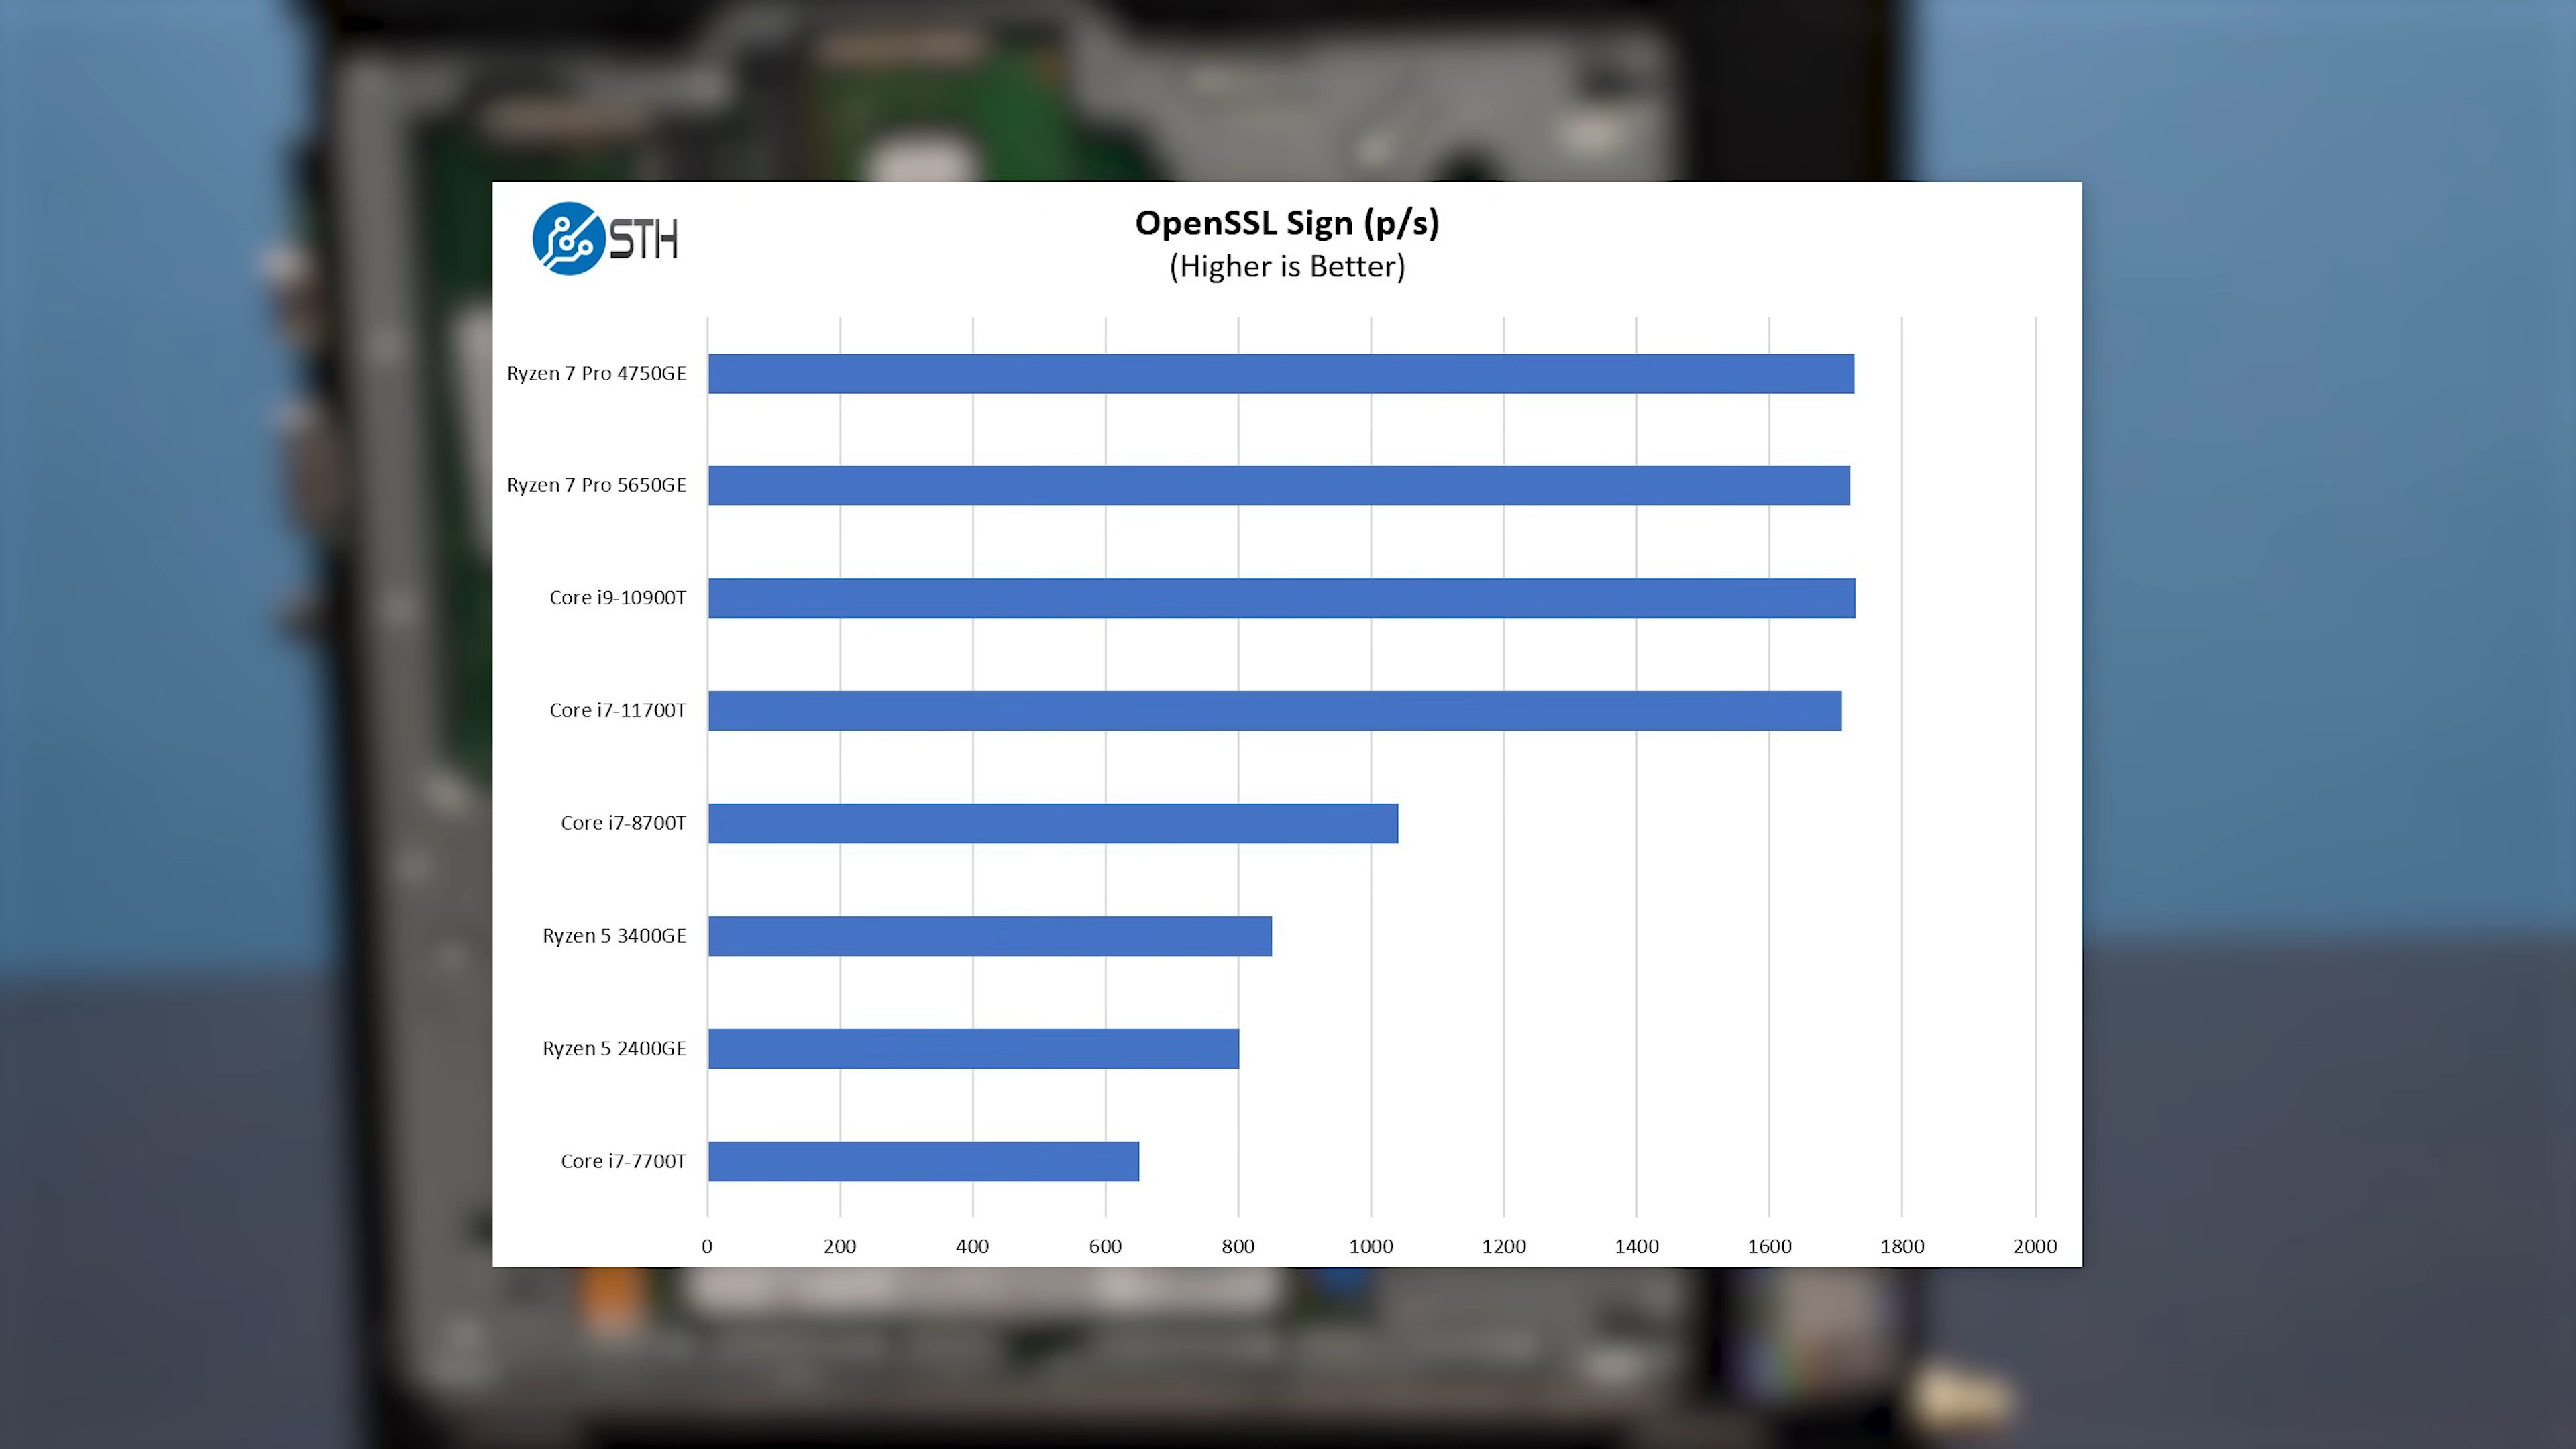 STH
OpenSSL Sign (p/s)
(Higher is Better)
Ryzen 7 Pro 4750GE
Ryzen 7 Pro 5650GE
Core i9-10900T
Core i7-11700T
Core i7-8700T
Ryzen 5 3400GE
Ryzen 5 2400GE
Core i7-7700T
0 200 400 600 800 1000 1200 1400 1600 1800 2000